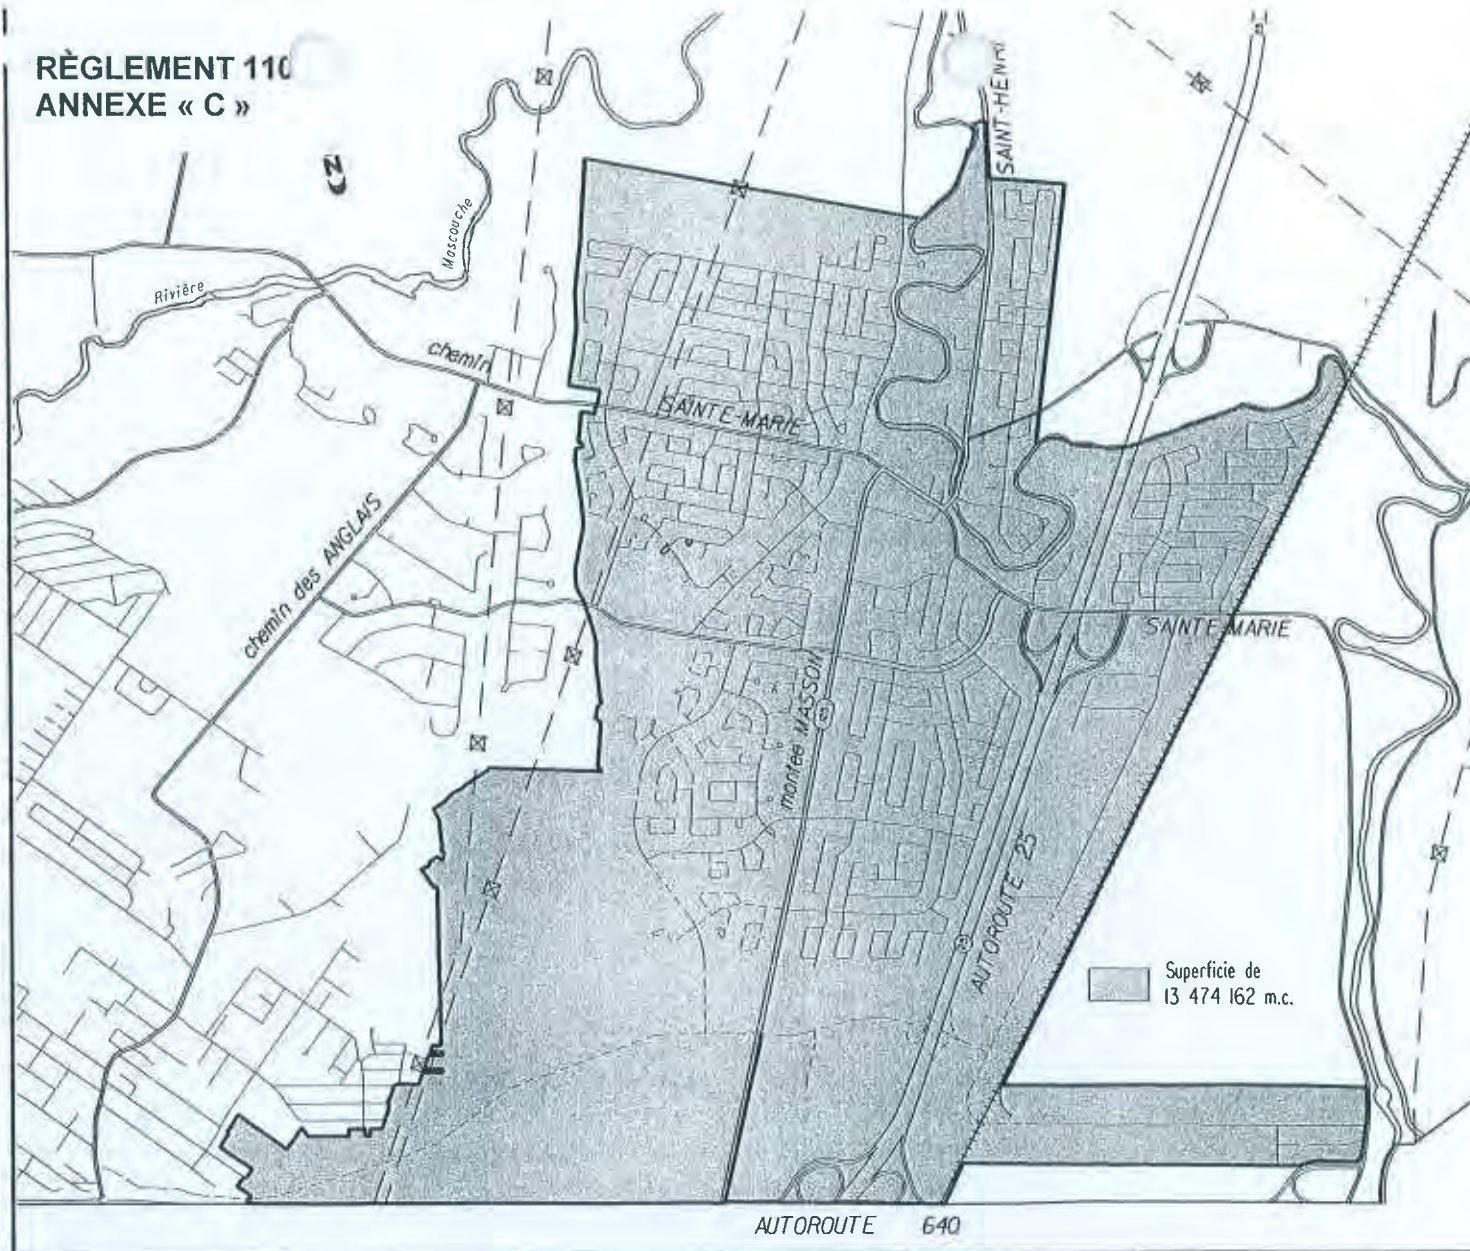 RÈGLEMENT 110
ANNEXE « C »
N
SAINT-HENRI
Mascouche
Rivière
chemin
SAINTE-MARIE
chemin des ANGLAIS
SAINTE-MARIE
montée MASSON
AUTOROUTE 25
Superficie de
13 474 162 m.c.
AUTOROUTE 640